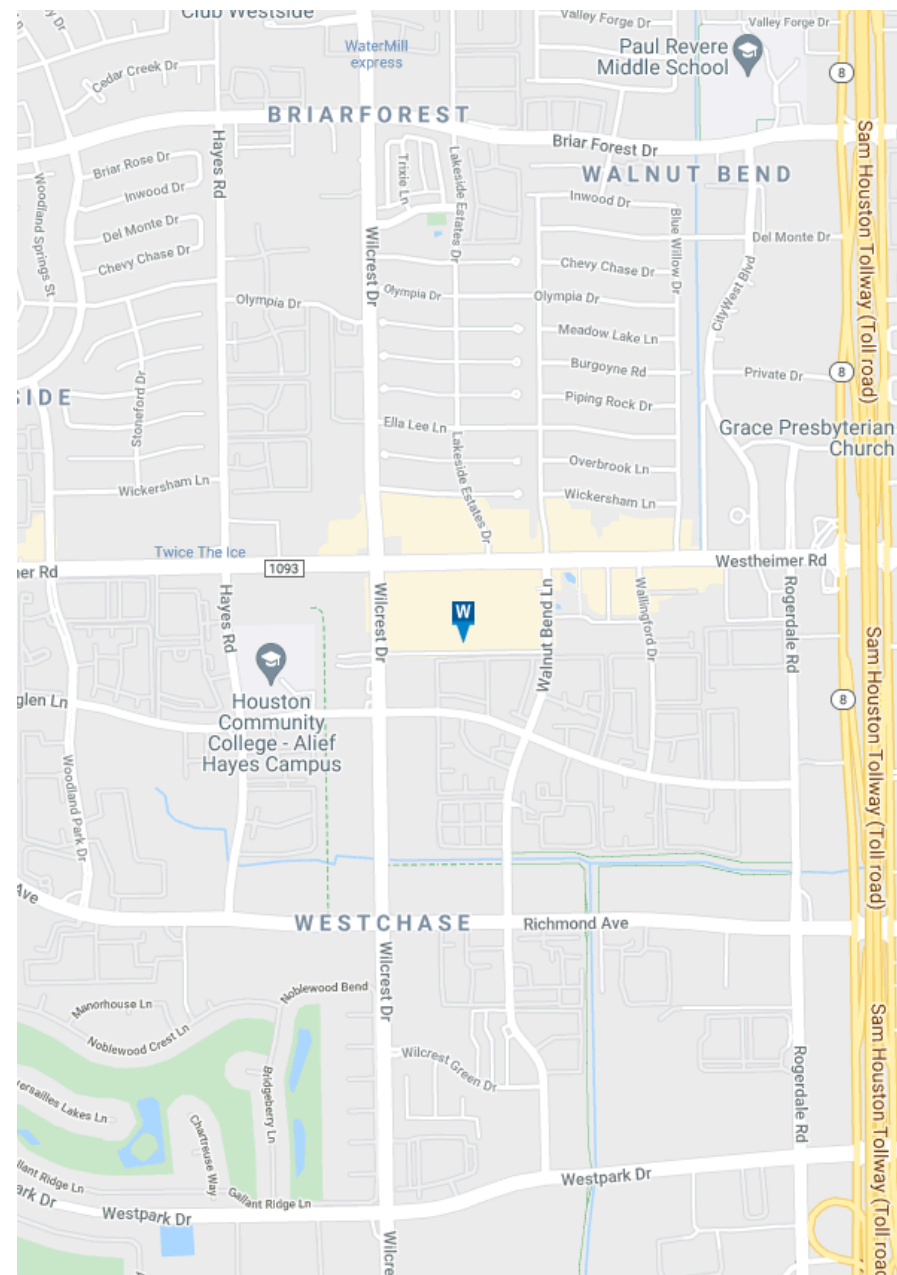 Club Westside
Valley Forge Dr
Valley Forge Dr
WaterMill
express
Paul Revere
Middle School
8
Cedar Creek Dr
BRIARFOREST
Sam Houston Tollway (Toll road)
Hayes Rd
Briar Forest Dr
Trixie Ln
Lakeside Estates Dr
Briar Rose Dr
WALNUT BEND
Woodland Springs St
Inwood Dr
Inwood Dr
Blue Willow Dr
Del Monte Dr
Wilcrest Dr
Del Monte Dr
Chevy Chase Dr
Chevy Chase Dr
CityWest Blvd
Olympia Dr
Olympia Dr
Olympia Dr
Meadow Lake Ln
Burgoyne Rd
Private Dr
8
SIDE
Stoneford Dr
Piping Rock Dr
Ella Lee Ln
Grace Presbyterian
Church
Lakeside Estates Dr
Overbrook Ln
Wickersham Ln
Wickersham Ln
Twice The Ice
Westheimer Rd
1093
ner Rd
Hayes Rd
Wilcrest Dr
Walnut Bend Ln
Wallingford Dr
Rogerdale Rd
W
Sam Houston Tollway (Toll road)
glen Ln
8
Houston
Community
College - Alief
Hayes Campus
Woodland Park Dr
Ave
WESTCHASE
Richmond Ave
Wilcrest Dr
Noblewood Bend
Manorhouse Ln
Noblewood Crest Ln
Sam Houston Tollway (Toll road
Wilcrest Green Dr
Rogerdale Rd
Bridgeberry Ln
ersailles Lakes Ln
Chartreuse Way
llant Ridge Ln
Gallant Ridge Ln
Westpark Dr
ark Dr
Westpark Dr
Wilcre